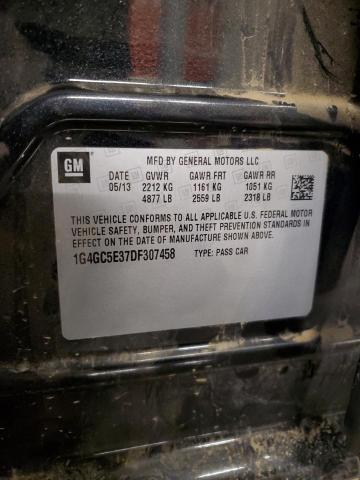 GM
MFD BY GENERAL MOTORS LLC
DATE GVWR GAWR FRT GAWR RR
05/13 2212 KG 1161 KG 1051 KG
4877 LB 2559 LB 2318 LB
THIS VEHICLE CONFORMS TO ALL APPLICABLE U.S. FEDERAL MOTOR
VEHICLE SAFETY, BUMPER, AND THEFT PREVENTION STANDARDS IN
EFFECT ON THE DATE OF MANUFACTURE SHOWN ABOVE.
1G4GC5E37DF307458 TYPE: PASS CAR